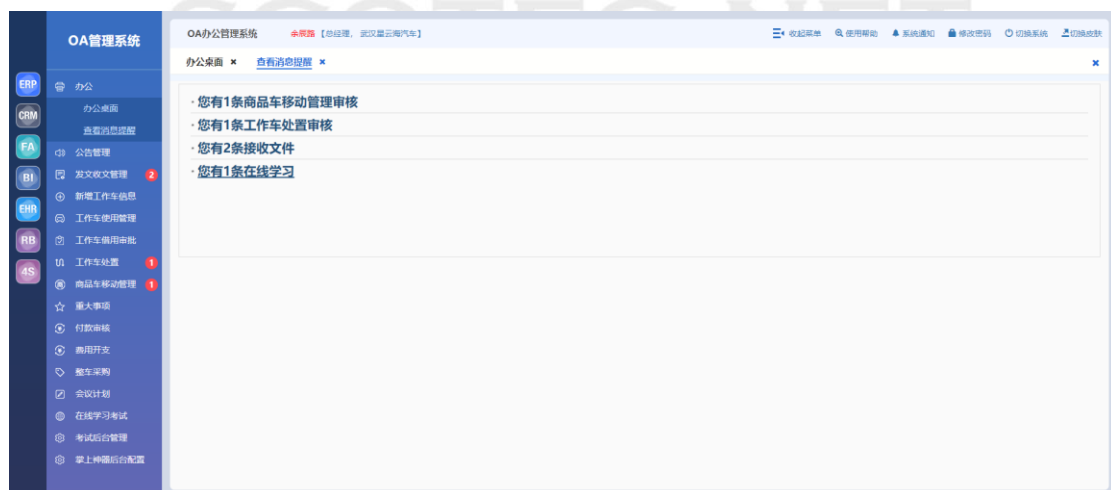 OA管理系统
OA办公管理系统 余宸路【总经理, 武汉星云海汽车】 收起菜单 使用帮助 系统通知 修改密码 切换系统 切换皮肤
办公桌面 × 查看消息提醒 × ×
ERP
CRM
FA
BI
EHR
RB
4S
办公
办公桌面
查看消息提醒
公告管理
发文收文管理 2
新增工作车信息
工作车使用管理
工作车借用审批
工作车处置 1
商品车移动管理 1
重大事项
付款审核
费用开支
整车采购
会议计划
在线学习考试
考试后台管理
掌上绅器后台配置
·您有1条商品车移动管理审核
·您有1条工作车处置审核
·您有2条接收文件
·您有1条在线学习